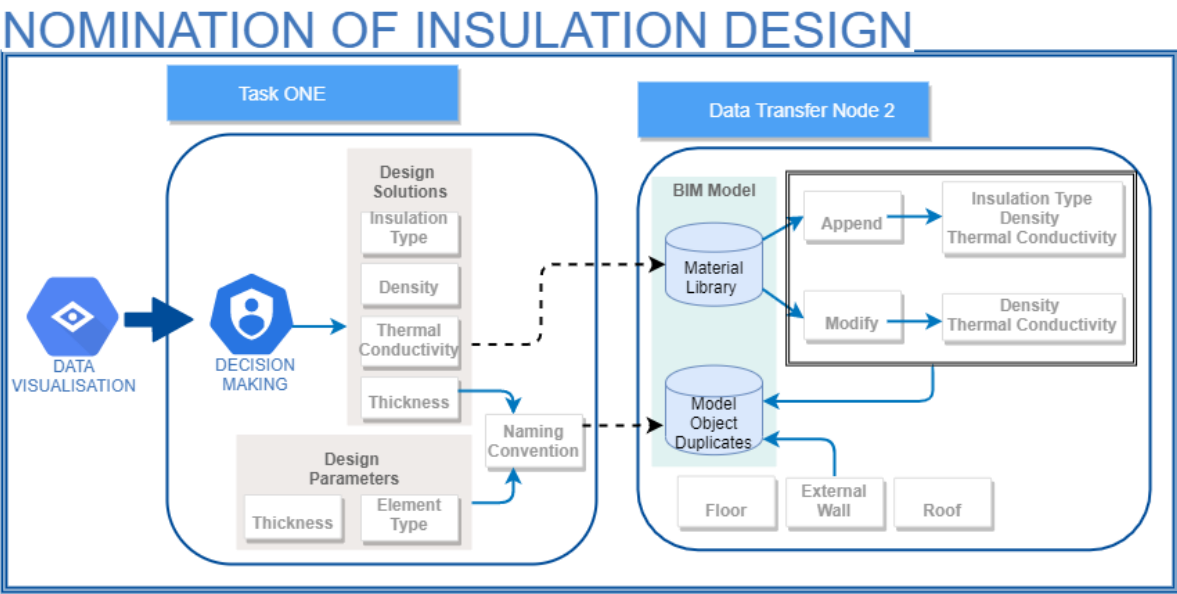 NOMINATION OF INSULATION DESIGN
Task ONE
Data Transfer Node 2
Design
Solutions
Insulation
Type
Density
Thermal
Conductivity
Thickness
DATA
VISUALISATION
DECISION
MAKING
Naming
Convention
Design
Parameters
Thickness
Element
Type
BIM Model
Material
Library
Append
Insulation Type
Density
Thermal Conductivity
Modify
Density
Thermal Conductivity
Model
Object
Duplicates
Floor
External
Wall
Roof